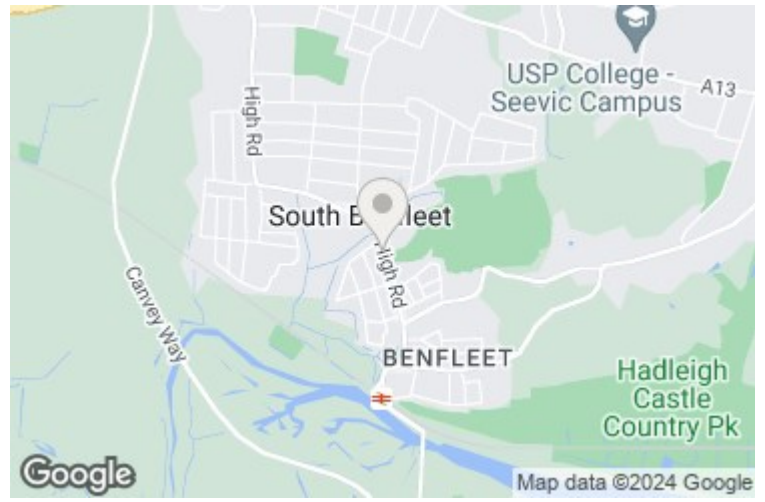 USP College -
Seevic Campus
A13
High Rd
South Benfleet
High Rd
Canvey Way
BENFLEET
Hadleigh
Castle
Country Pk
Google
Map data ©2024 Google